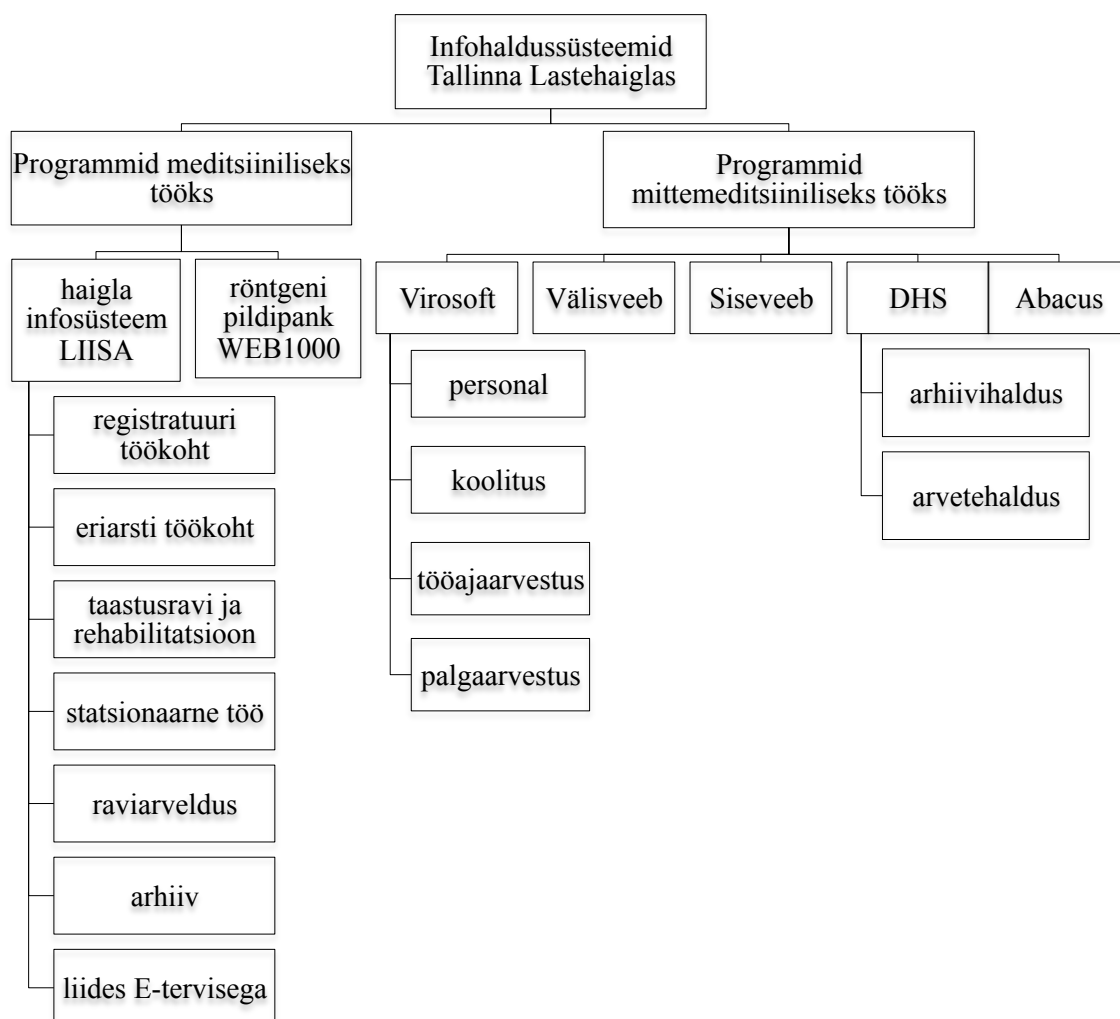 Infohaldussüsteemid
Tallinna Lastehaiglas
Programmid meditsiiniliseks
tööks
Programmid
mittemeditsiiniliseks tööks
haigla
infosüsteem
LIISA
röntgeni
pildipank
WEB1000
Virosoft
Välisveeb
Siseveeb
DHS
Abacus
registratuuri
töökoht
eriarsti töökoht
taastusravi ja
rehabilitatsioon
statsionaarne töö
raviarveldus
arhiiv
liides E-tervisega
personal
koolitus
tööajaarvestus
palgaarvestus
arhiivihaldus
arvetehaldus